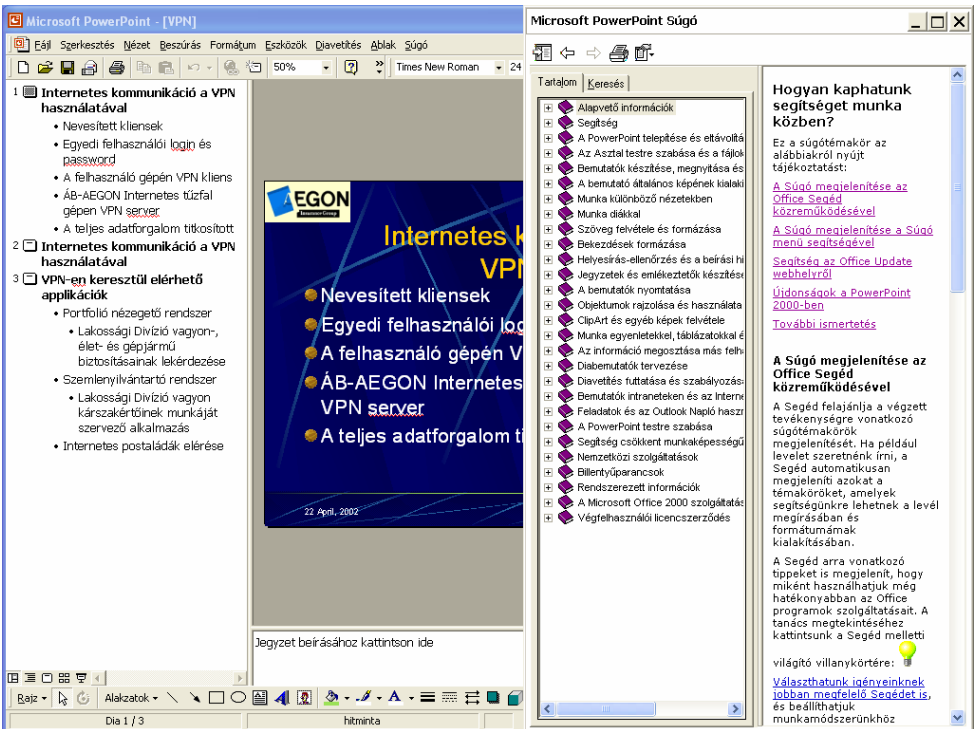 Microsoft PowerPoint - [VPN]
Fájl Szerkesztés Nézet Beszúrás Formátum Eszközök Diavetítés Ablak Súgó
50% Times New Roman 24
1 Internetes kommunikáció a VPN
használatával
• Nevesített kliensek
• Egyedi felhasználói login és
password
• A felhasználó gépén VPN kliens
• ÁB-AEGON Internetes tűzfal
gépen VPN server
• A teljes adatforgalom titkosított
2 Internetes kommunikáció a VPN
használatával
3 VPN-en keresztül elérhető
applikációk
• Portfolió nézegető rendszer
• Lakossági Divízió vagyon-,
élet- és gépjármű
biztosításainak lekérdezése
• Szemlenyilvántartó rendszer
• Lakossági Divízió vagyon
kárszakértőinek munkáját
szervező alkalmazás
• Internetes postaládák elérése
AEGON
Insurance Group
Internetes k
VPN
Nevesített kliensek
Egyedi felhasználói log
A felhasználó gépén V
ÁB-AEGON Internetes
VPN server
A teljes adatforgalom ti
22 April, 2002
Jegyzet beírásához kattintson ide
Rajz Alakzatok
Dia 1 / 3 hitminta
Microsoft PowerPoint Súgó
Tartalom Keresés
Alapvető információk
Segítség
A PowerPoint telepítése és eltávolítá
Az Asztal testre szabása és a fájlok
Bemutatók készítése, megnyitása és
A bemutató általános képének kialakí
Munka különböző nézetekben
Munka diákkal
Szöveg felvétele és formázása
Bekezdések formázása
Helyesírás-ellenőrzés és a beírási hi
Jegyzetek és emlékeztetők készítése
A bemutatók nyomtatása
Objektumok rajzolása és használata
ClipArt és egyéb képek felvétele
Munka egyenletekkel, táblázatokkal é
Az információ megosztása más felh
Diabemutatók tervezése
Diavetítés futtatása és szabályozás
Bemutatók intraneteken és az Interne
Feladatok és az Outlook Napló haszn
A PowerPoint testre szabása
Segítség csökkent munkaképességű
Nemzetközi szolgáltatások
Billentyűparancsok
Rendszerezett információk
A Microsoft Office 2000 szolgáltatás
Végfelhasználói licencszerződés
Hogyan kaphatunk
segítséget munka
közben?
Ez a súgótémakör az
alábbiakról nyújt
tájékoztatást:
A Súgó megjelenítése az
Office Segéd
közreműködésével
A Súgó megjelenítése a Súgó
menü segítségével
Segítség az Office Update
webhelyről
Újdonságok a PowerPoint
2000-ben
További ismertetés
A Súgó megjelenítése az
Office Segéd
közreműködésével
A Segéd felajánlja a végzett
tevékenységre vonatkozó
súgótémakörök
megjelenítését. Ha például
levelet szeretnénk írni, a
Segéd automatikusan
megjeleníti azokat a
témaköröket, amelyek
segítségünkre lehetnek a levél
megírásában és
formátumának
kialakításában.
A Segéd arra vonatkozó
tippeket is megjelenít, hogy
miként használhatjuk még
hatékonyabban az Office
programok szolgáltatásait. A
tanács megtekintéséhez
kattintsunk a Segéd melletti
világító villanykörtére:
Választhatunk igényeinknek
jobban megfelelő Segédet is,
és beállíthatjuk
munkamódszerünkhöz